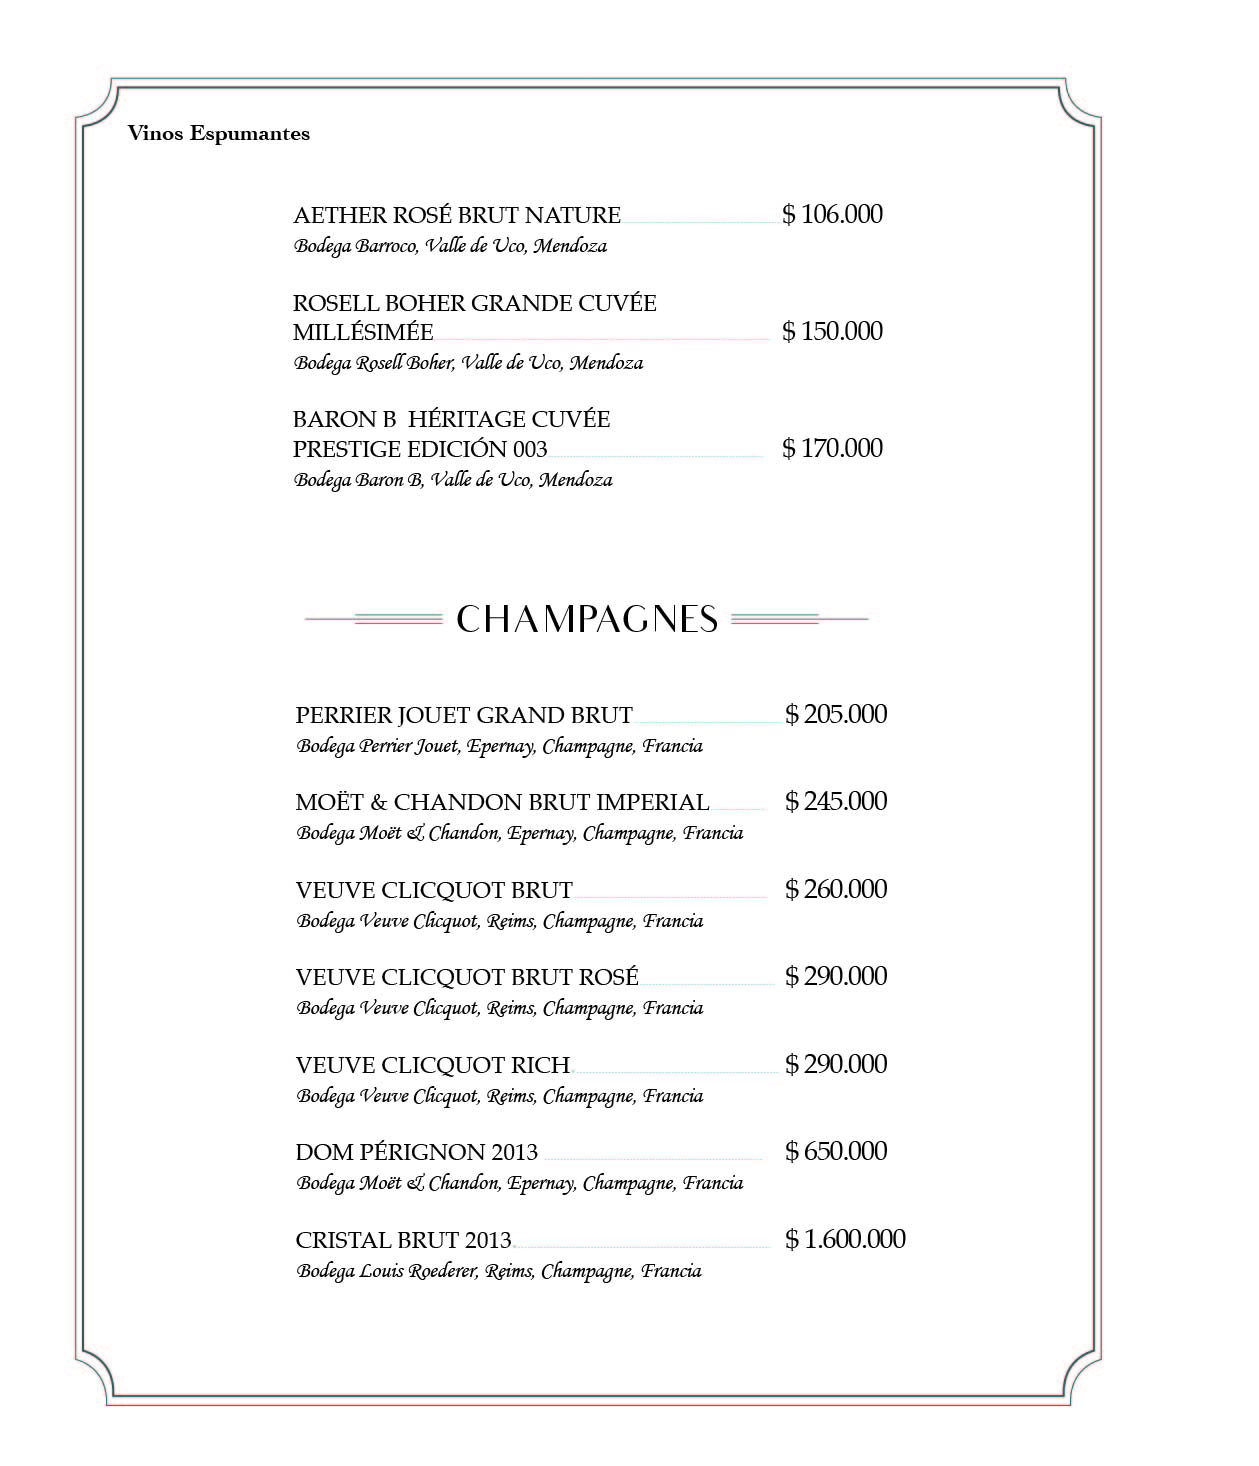 Vinos Espumantes
AETHER ROSÉ BRUT NATURE $ 106.000
Bodega Barroco, Valle de Uco, Mendoza
ROSELL BOHER GRANDE CUVÉE
MILLÉSIMÉE $ 150.000
Bodega Rosell Boher, Valle de Uco, Mendoza
BARON B HÉRITAGE CUVÉE
PRESTIGE EDICIÓN 003 $ 170.000
Bodega Baron B, Valle de Uco, Mendoza
CHAMPAGNES
PERRIER JOUET GRAND BRUT $ 205.000
Bodega Perrier Jouet, Epernay, Champagne, Francia
MOËT & CHANDON BRUT IMPERIAL $ 245.000
Bodega Moët & Chandon, Epernay, Champagne, Francia
VEUVE CLICQUOT BRUT $ 260.000
Bodega Veuve Clicquot, Reims, Champagne, Francia
VEUVE CLICQUOT BRUT ROSÉ $ 290.000
Bodega Veuve Clicquot, Reims, Champagne, Francia
VEUVE CLICQUOT RICH $ 290.000
Bodega Veuve Clicquot, Reims, Champagne, Francia
DOM PÉRIGNON 2013 $ 650.000
Bodega Moët & Chandon, Epernay, Champagne, Francia
CRISTAL BRUT 2013 $ 1.600.000
Bodega Louis Roederer, Reims, Champagne, Francia